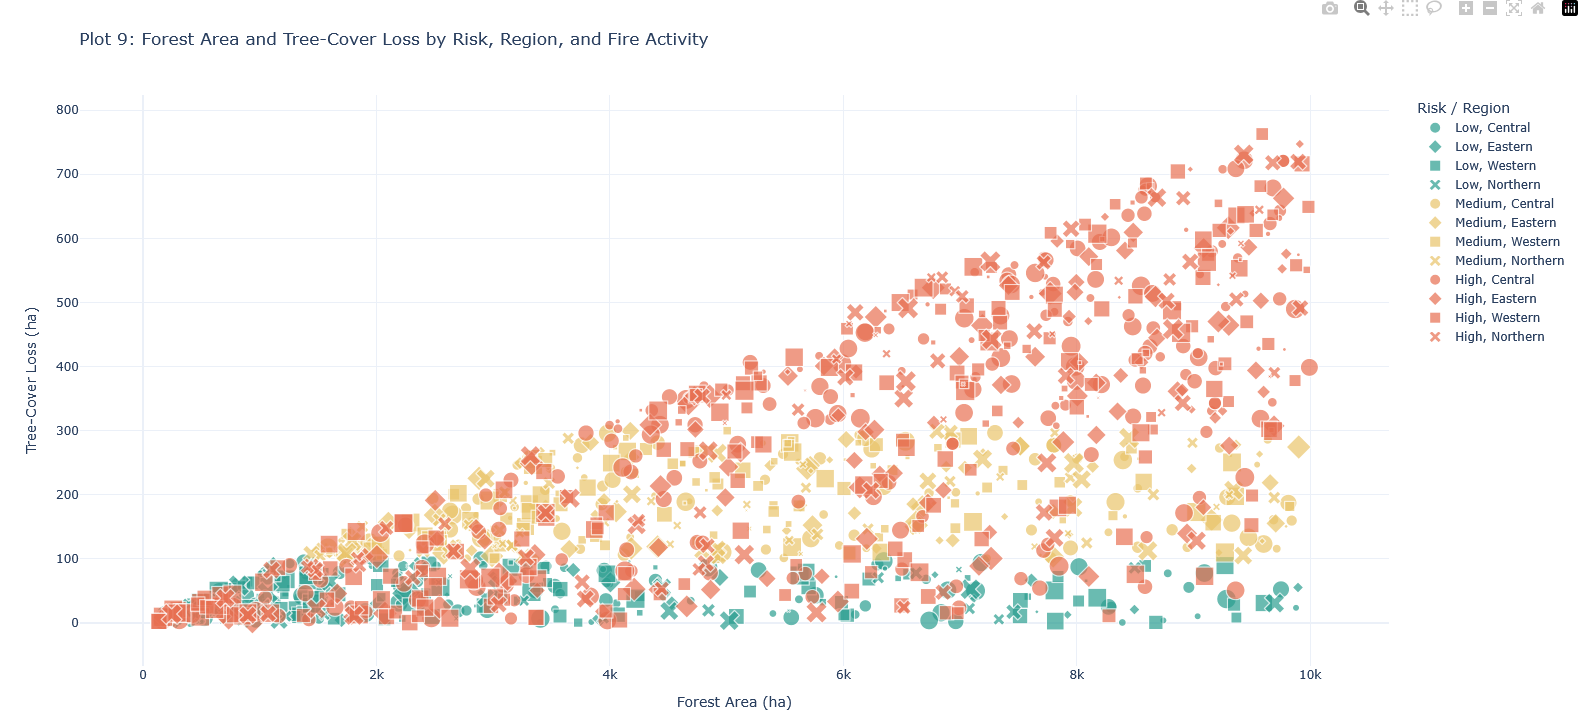 Plot 9: Forest Area and Tree-Cover Loss by Risk, Region, and Fire Activity
Tree-Cover Loss (ha)
800
700
600
500
400
300
200
100
0
0
2k
4k
6k
8k
10k
Forest Area (ha)
Risk / Region
Low, Central
Low, Eastern
Low, Western
Low, Northern
Medium, Central
Medium, Eastern
Medium, Western
Medium, Northern
High, Central
High, Eastern
High, Western
High, Northern